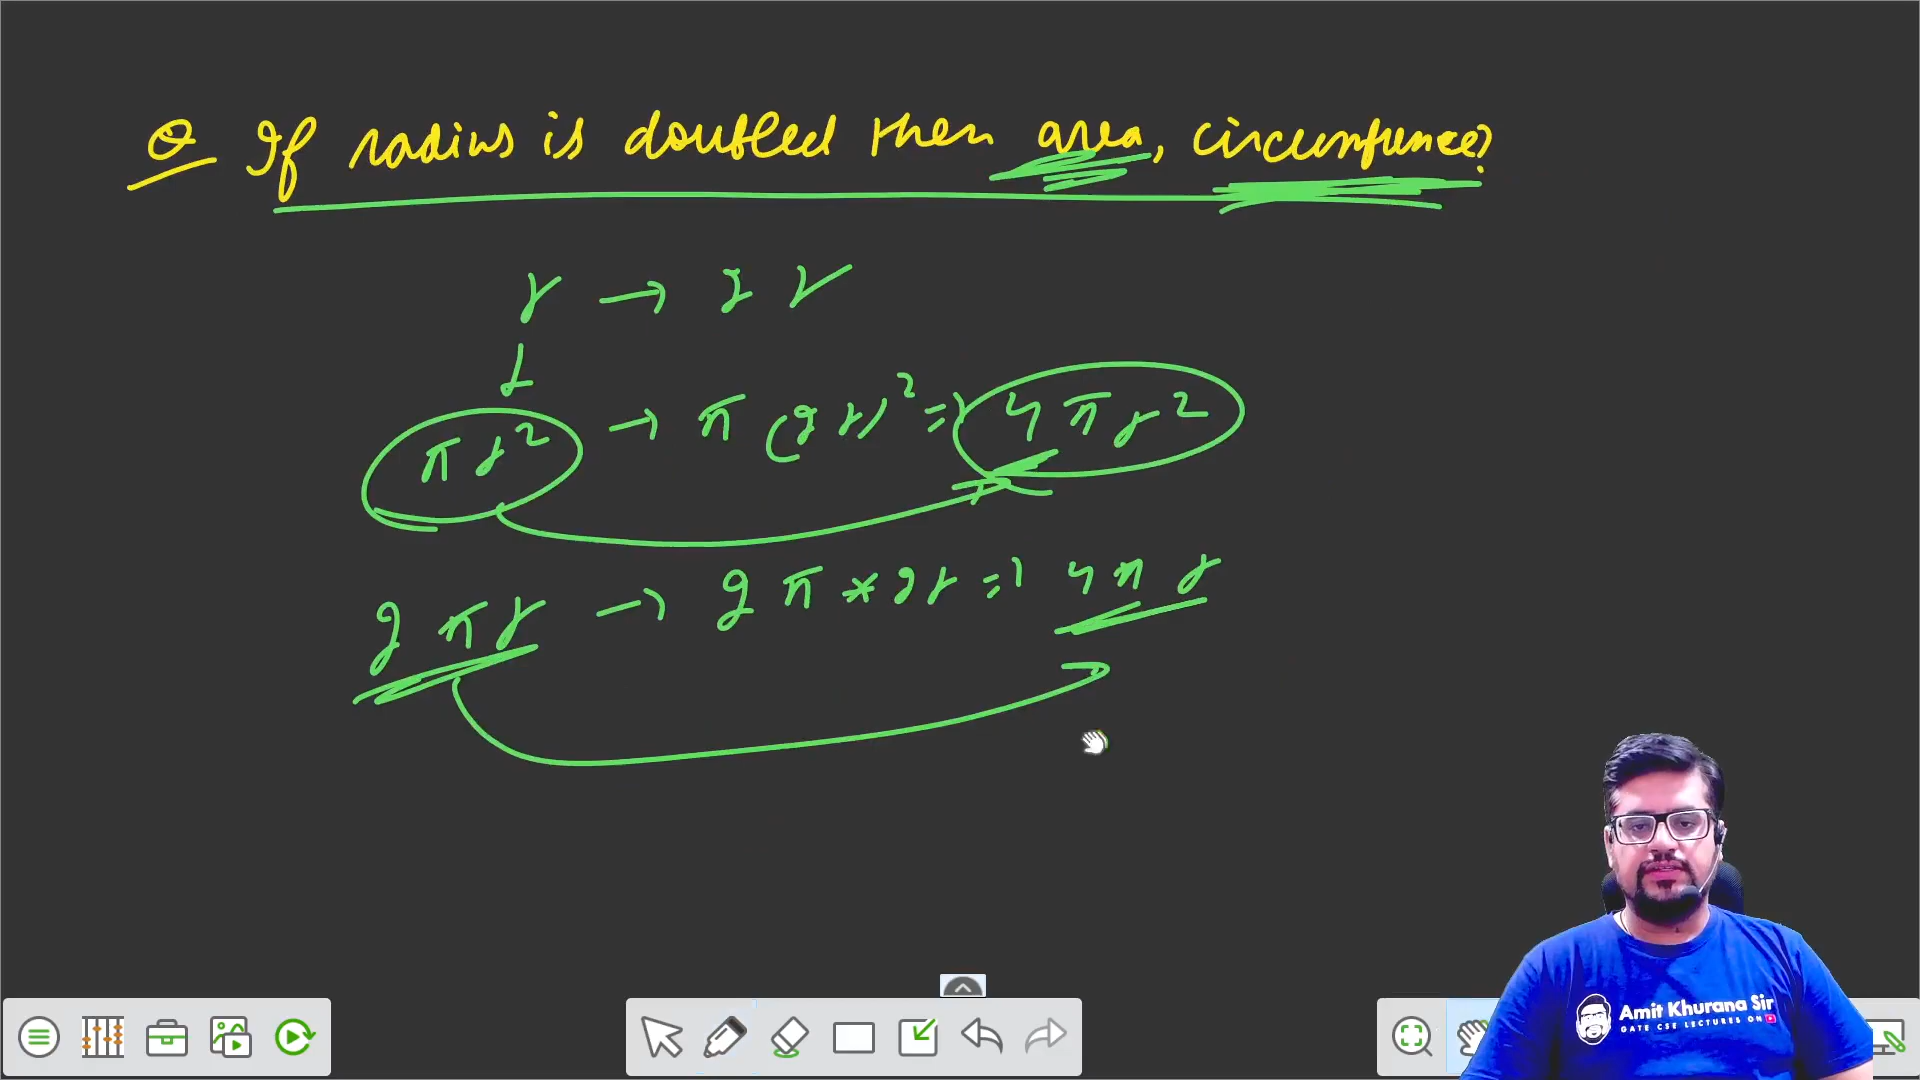 Q If radius is doubled then area, circumference?
r → 2r
πr² → π(2r)² => 4πr²
2πr → 2π*2r => 4πr
Amit Khurana Sir
GATE CSE LECTURES ON